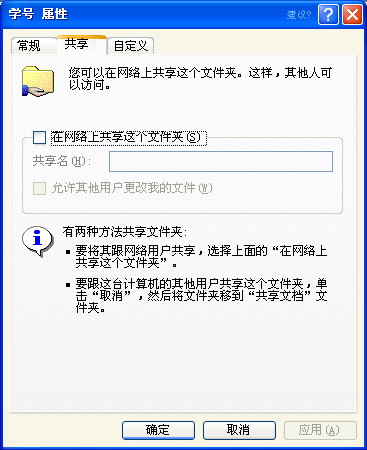 学号 属性
建议?
常规
共享
自定义
您可以在网络上共享这个文件夹。这样，其他人可
以访问。
在网络上共享这个文件夹(S)
共享名(H):
允许其他用户更改我的文件(W)
有两种方法共享文件夹:
▪ 要将其跟网络用户共享，选择上面的“在网络上
共享这个文件夹”。
▪ 要跟这台计算机的其他用户共享这个文件夹，单
击“取消”，然后将文件夹移到“共享文档”文
件夹。
确定
取消
应用(A)